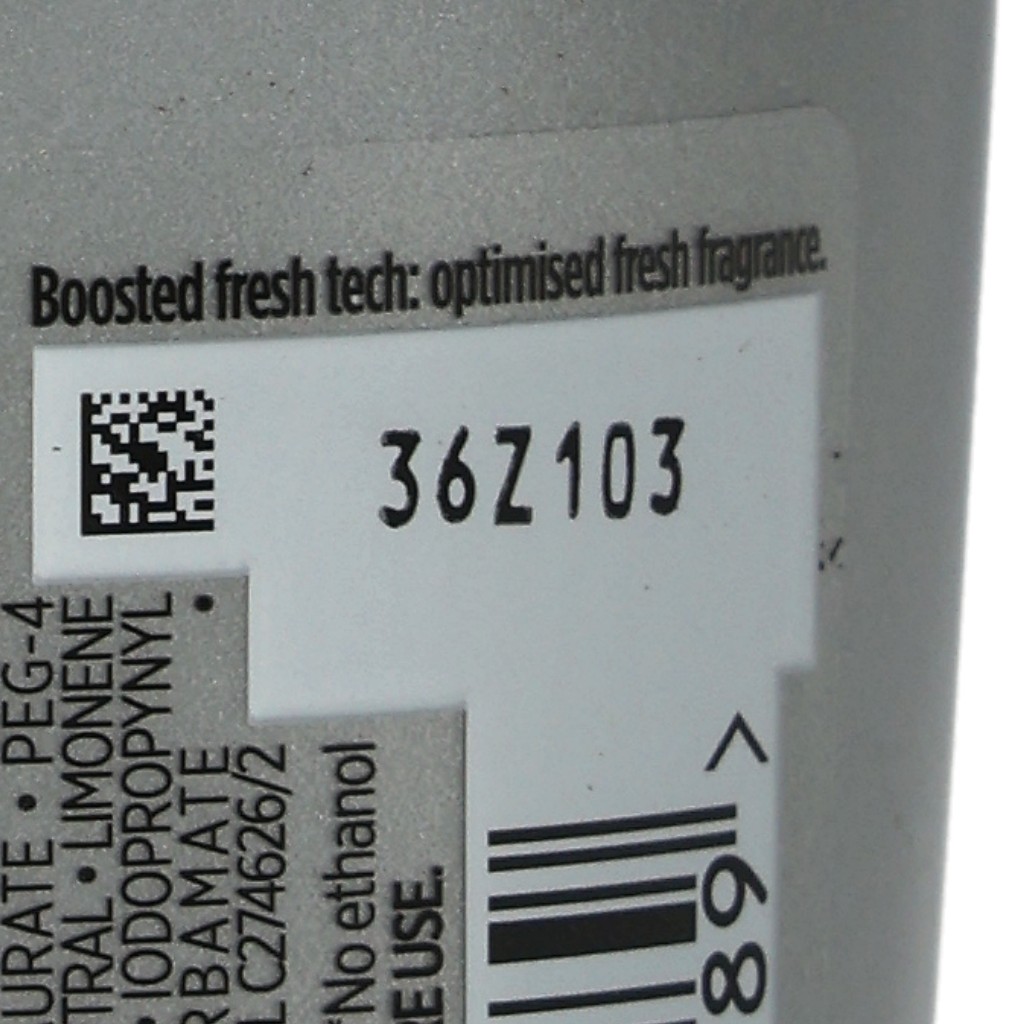 Boosted fresh tech: optimised fresh fragrance.
36Z103
URATE • PEG-4
TRAL • LIMONENE
• IODOPROPYNYL
RBAMATE •
C274626/2
*No ethanol
RE USE.
68 >